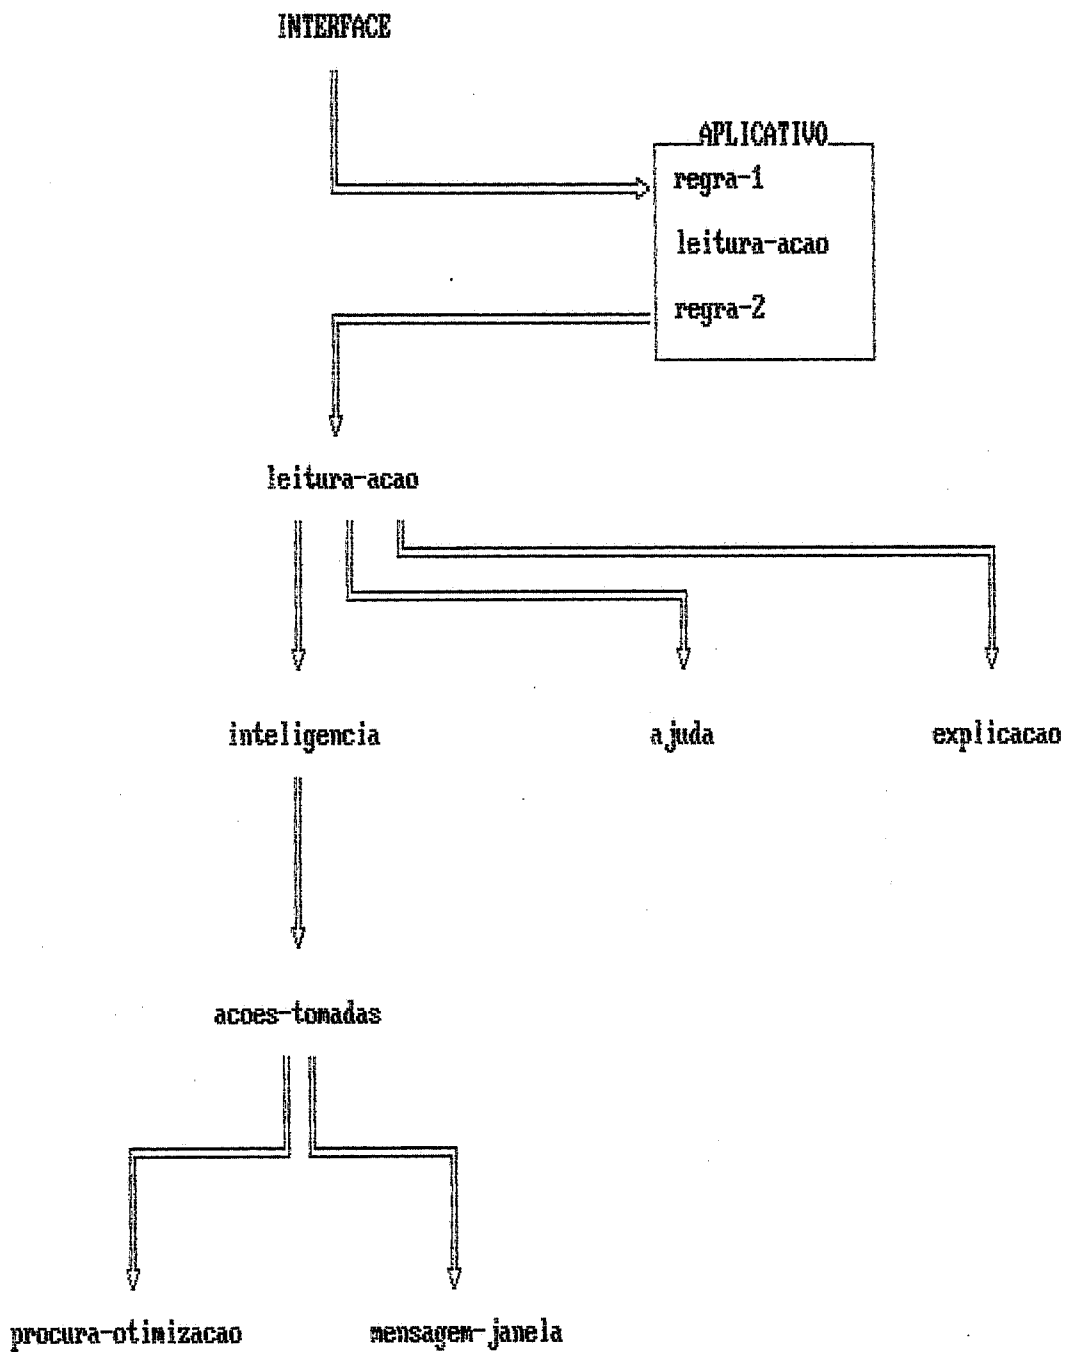 INTERFACE
APLICATIVO
regra-1
leitura-acao
regra-2
leitura-acao
inteligencia
ajuda
explicacao
acoes-tomadas
procura-otimizacao
mensagem-janela